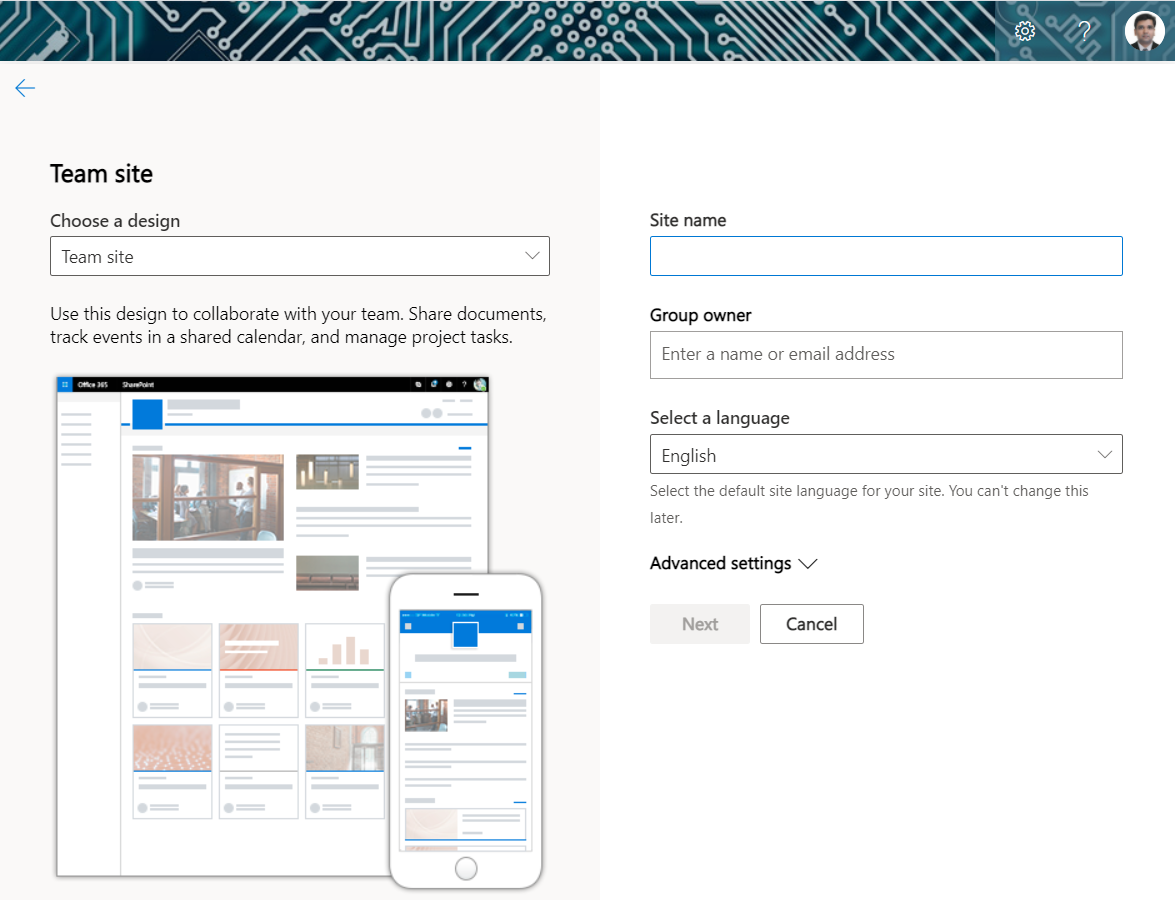 ?
Team site
Choose a design
Team site
Use this design to collaborate with your team. Share documents,
track events in a shared calendar, and manage project tasks.
Office 365 SharePoint ?
Site name
Group owner
Enter a name or email address
Select a language
English
Select the default site language for your site. You can't change this
later.
Advanced settings
Next Cancel